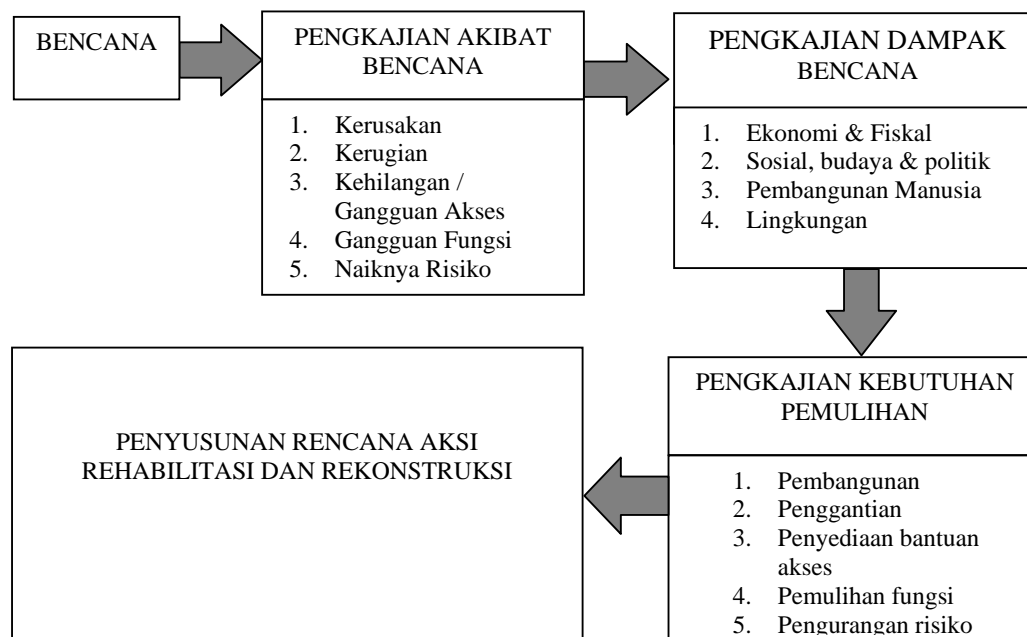 BENCANA
PENGKAJIAN AKIBAT
BENCANA
1. Kerusakan
2. Kerugian
3. Kehilangan /
Gangguan Akses
4. Gangguan Fungsi
5. Naiknya Risiko
PENGKAJIAN DAMPAK
BENCANA
1. Ekonomi & Fiskal
2. Sosial, budaya & politik
3. Pembangunan Manusia
4. Lingkungan
PENGKAJIAN KEBUTUHAN
PEMULIHAN
1. Pembangunan
2. Penggantian
3. Penyediaan bantuan
akses
4. Pemulihan fungsi
5. Pengurangan risiko
PENYUSUNAN RENCANA AKSI
REHABILITASI DAN REKONSTRUKSI